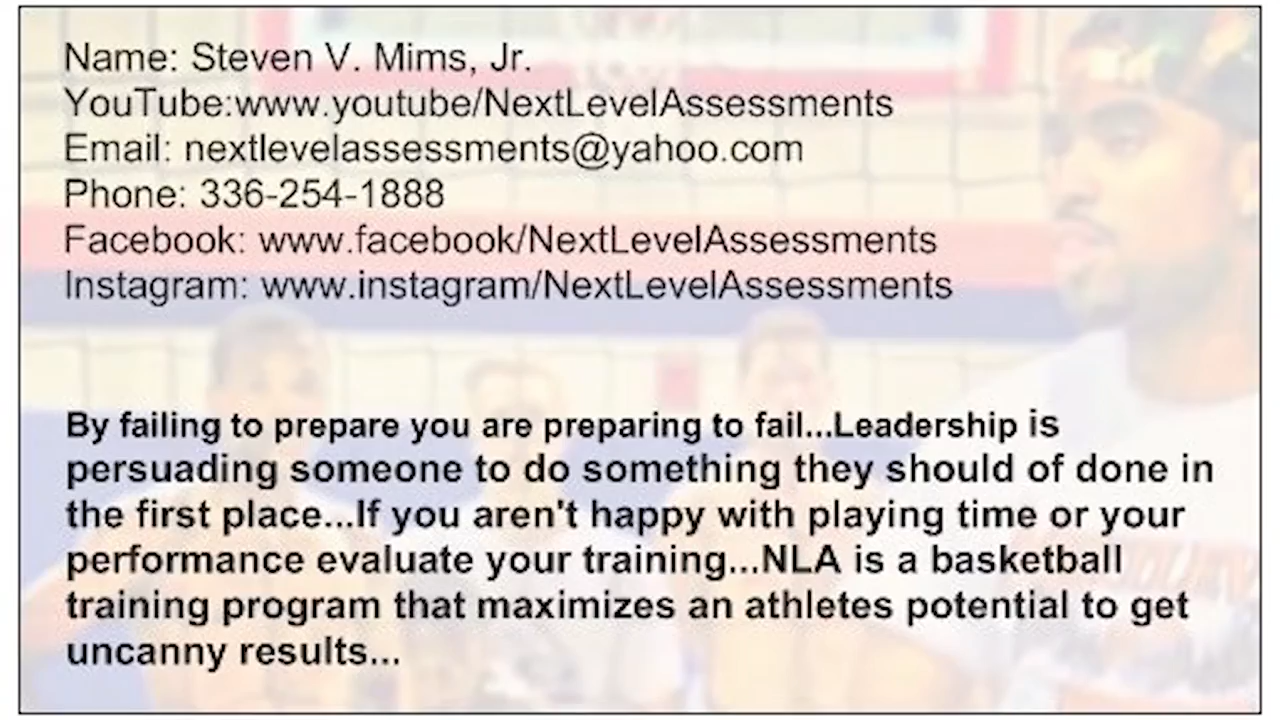 Name: Steven V. Mims, Jr.
YouTube:www.youtube/NextLevelAssessments
Email: nextlevelassessments@yahoo.com
Phone: 336-254-1888
Facebook: www.facebook/NextLevelAssessments
Instagram: www.instagram/NextLevelAssessments
By failing to prepare you are preparing to fail...Leadership is
persuading someone to do something they should of done in
the first place...If you aren't happy with playing time or your
performance evaluate your training...NLA is a basketball
training program that maximizes an athletes potential to get
uncanny results...